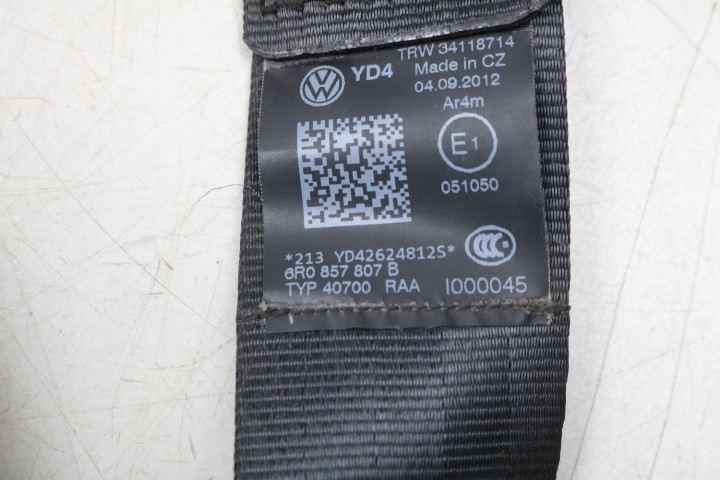 TRW 34118714
YD4
Made in CZ
04.09.2012
Ar4m
E1
051050
*213 YD42624812S*
CCC S
6R0 857 807 B
TYP 40700 RAA I000045